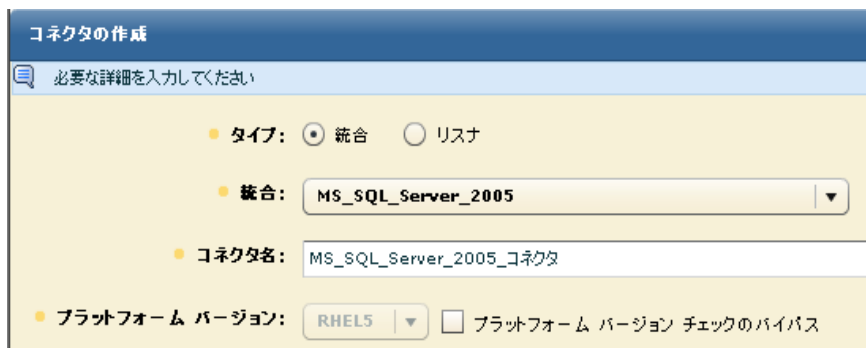 コネクタの作成
必要な詳細を入力してください
タイプ: 統合 リスナ
統合: MS_SQL_Server_2005
コネクタ名: MS_SQL_Server_2005_コネクタ
プラットフォーム バージョン: RHEL5 プラットフォーム バージョン チェックのバイパス